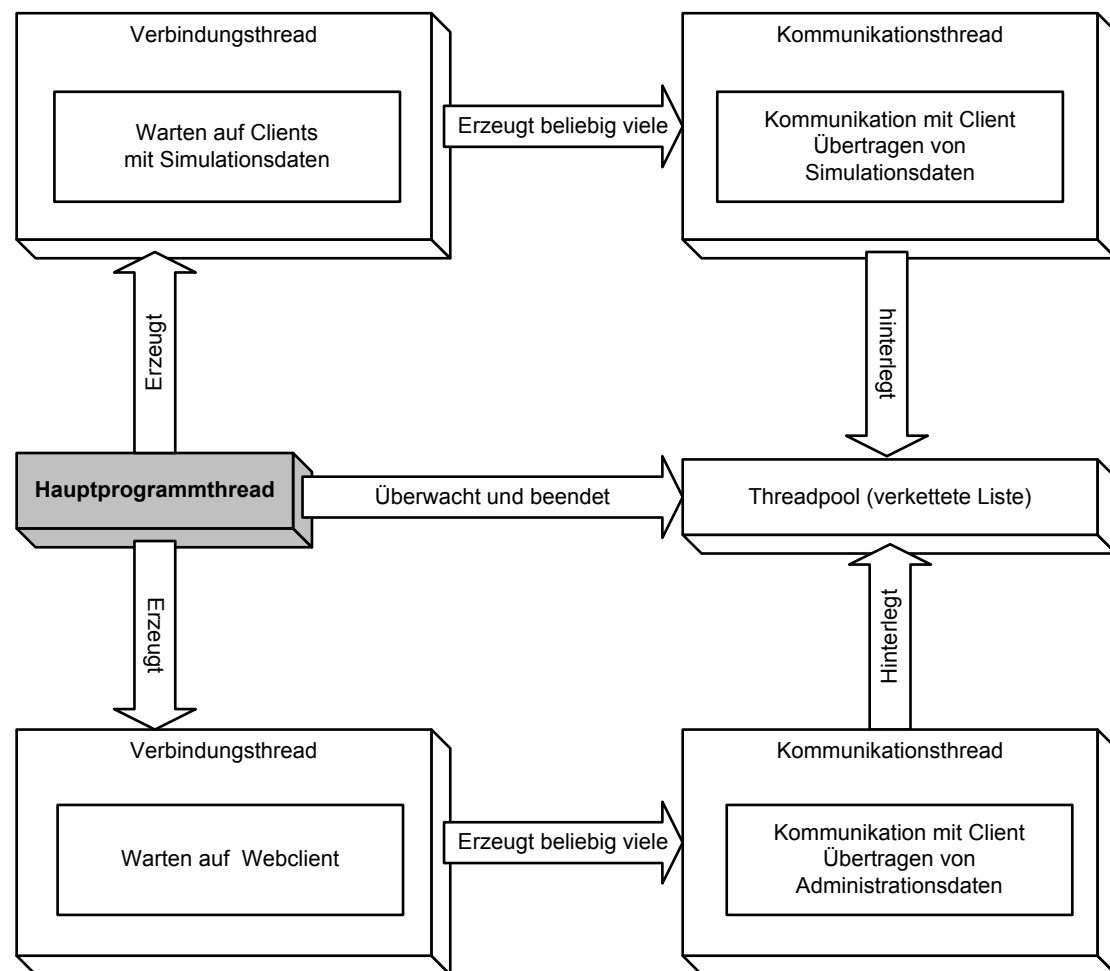 Verbindungsthread
Warten auf Clients
mit Simulationsdaten
Erzeugt beliebig viele
Kommunikationsthread
Kommunikation mit Client
Übertragen von
Simulationsdaten
Erzeugt
hinterlegt
Hauptprogrammthread
Überwacht und beendet
Threadpool (verkettete Liste)
Erzeugt
Hinterlegt
Verbindungsthread
Warten auf Webclient
Erzeugt beliebig viele
Kommunikationsthread
Kommunikation mit Client
Übertragen von
Administrationsdaten